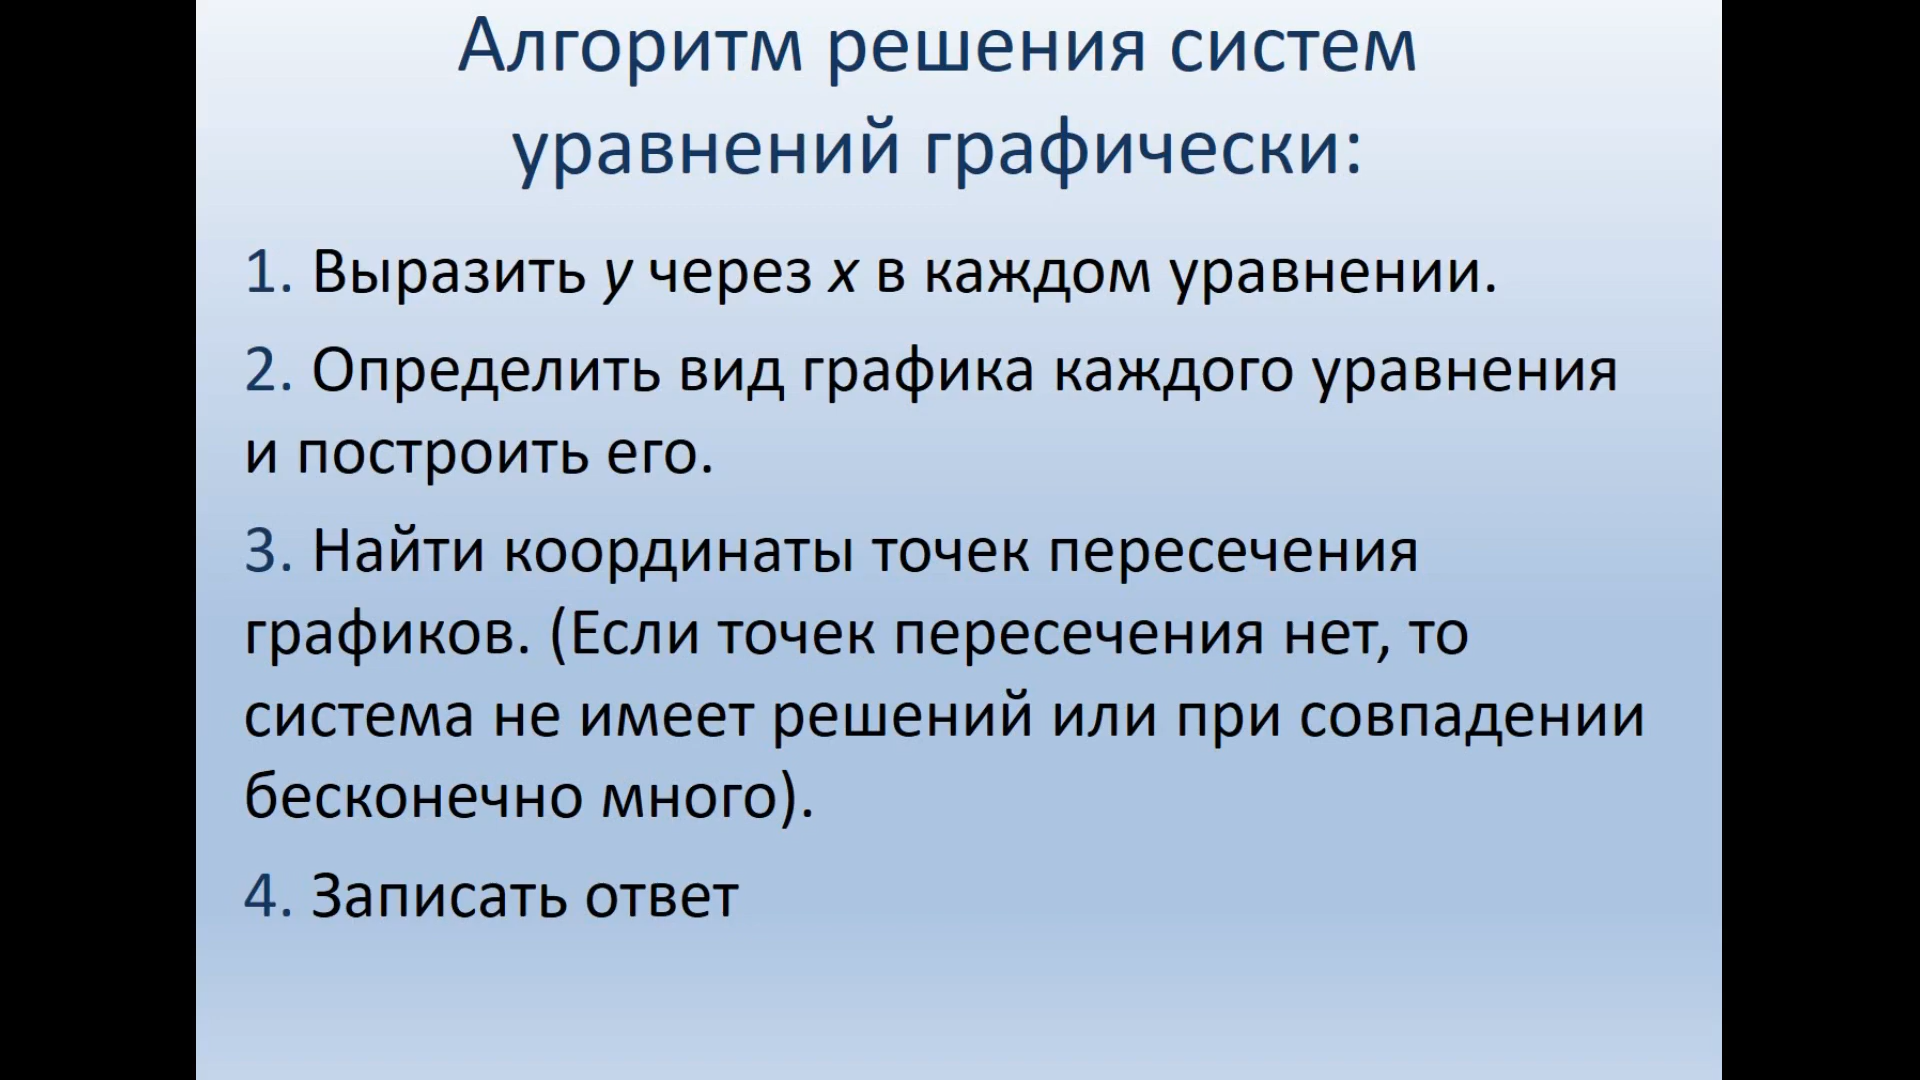 Алгоритм решения систем
уравнений графически:
1. Выразить у через х в каждом уравнении.
2. Определить вид графика каждого уравнения
и построить его.
3. Найти координаты точек пересечения
графиков. (Если точек пересечения нет, то
система не имеет решений или при совпадении
бесконечно много).
4. Записать ответ